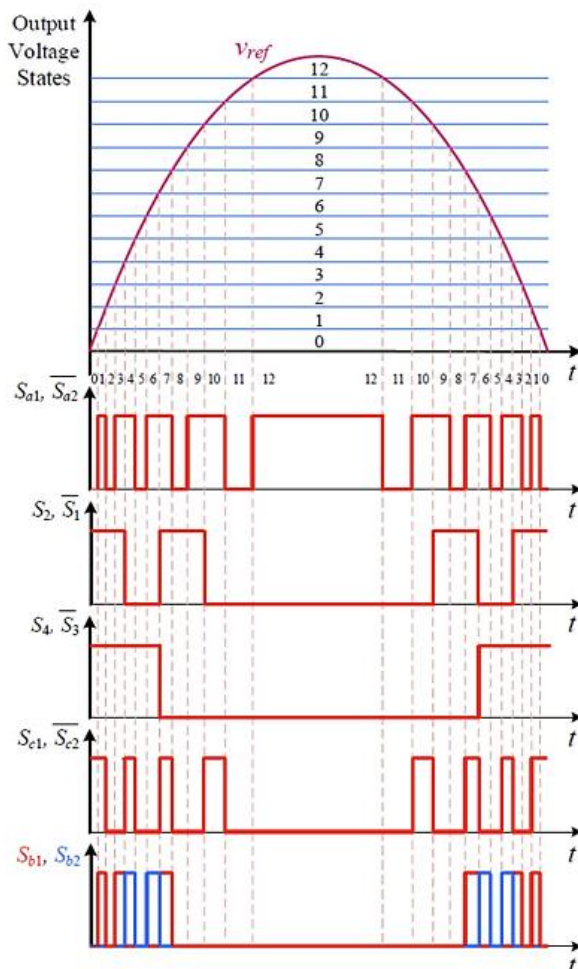 Output
Voltage
States
v_ref
12
11
10
9
8
7
6
5
4
3
2
1
0
t
0 1 2 3 4 5 6 7 8 9 10 11 12 12 11 10 9 8 7 6 5 4 3 2 1 0
S_a1, S̅_a2
t
S_2, S̅_1
t
S_4, S̅_3
t
S_c1, S̅_c2
t
S_b1, S_b2
t